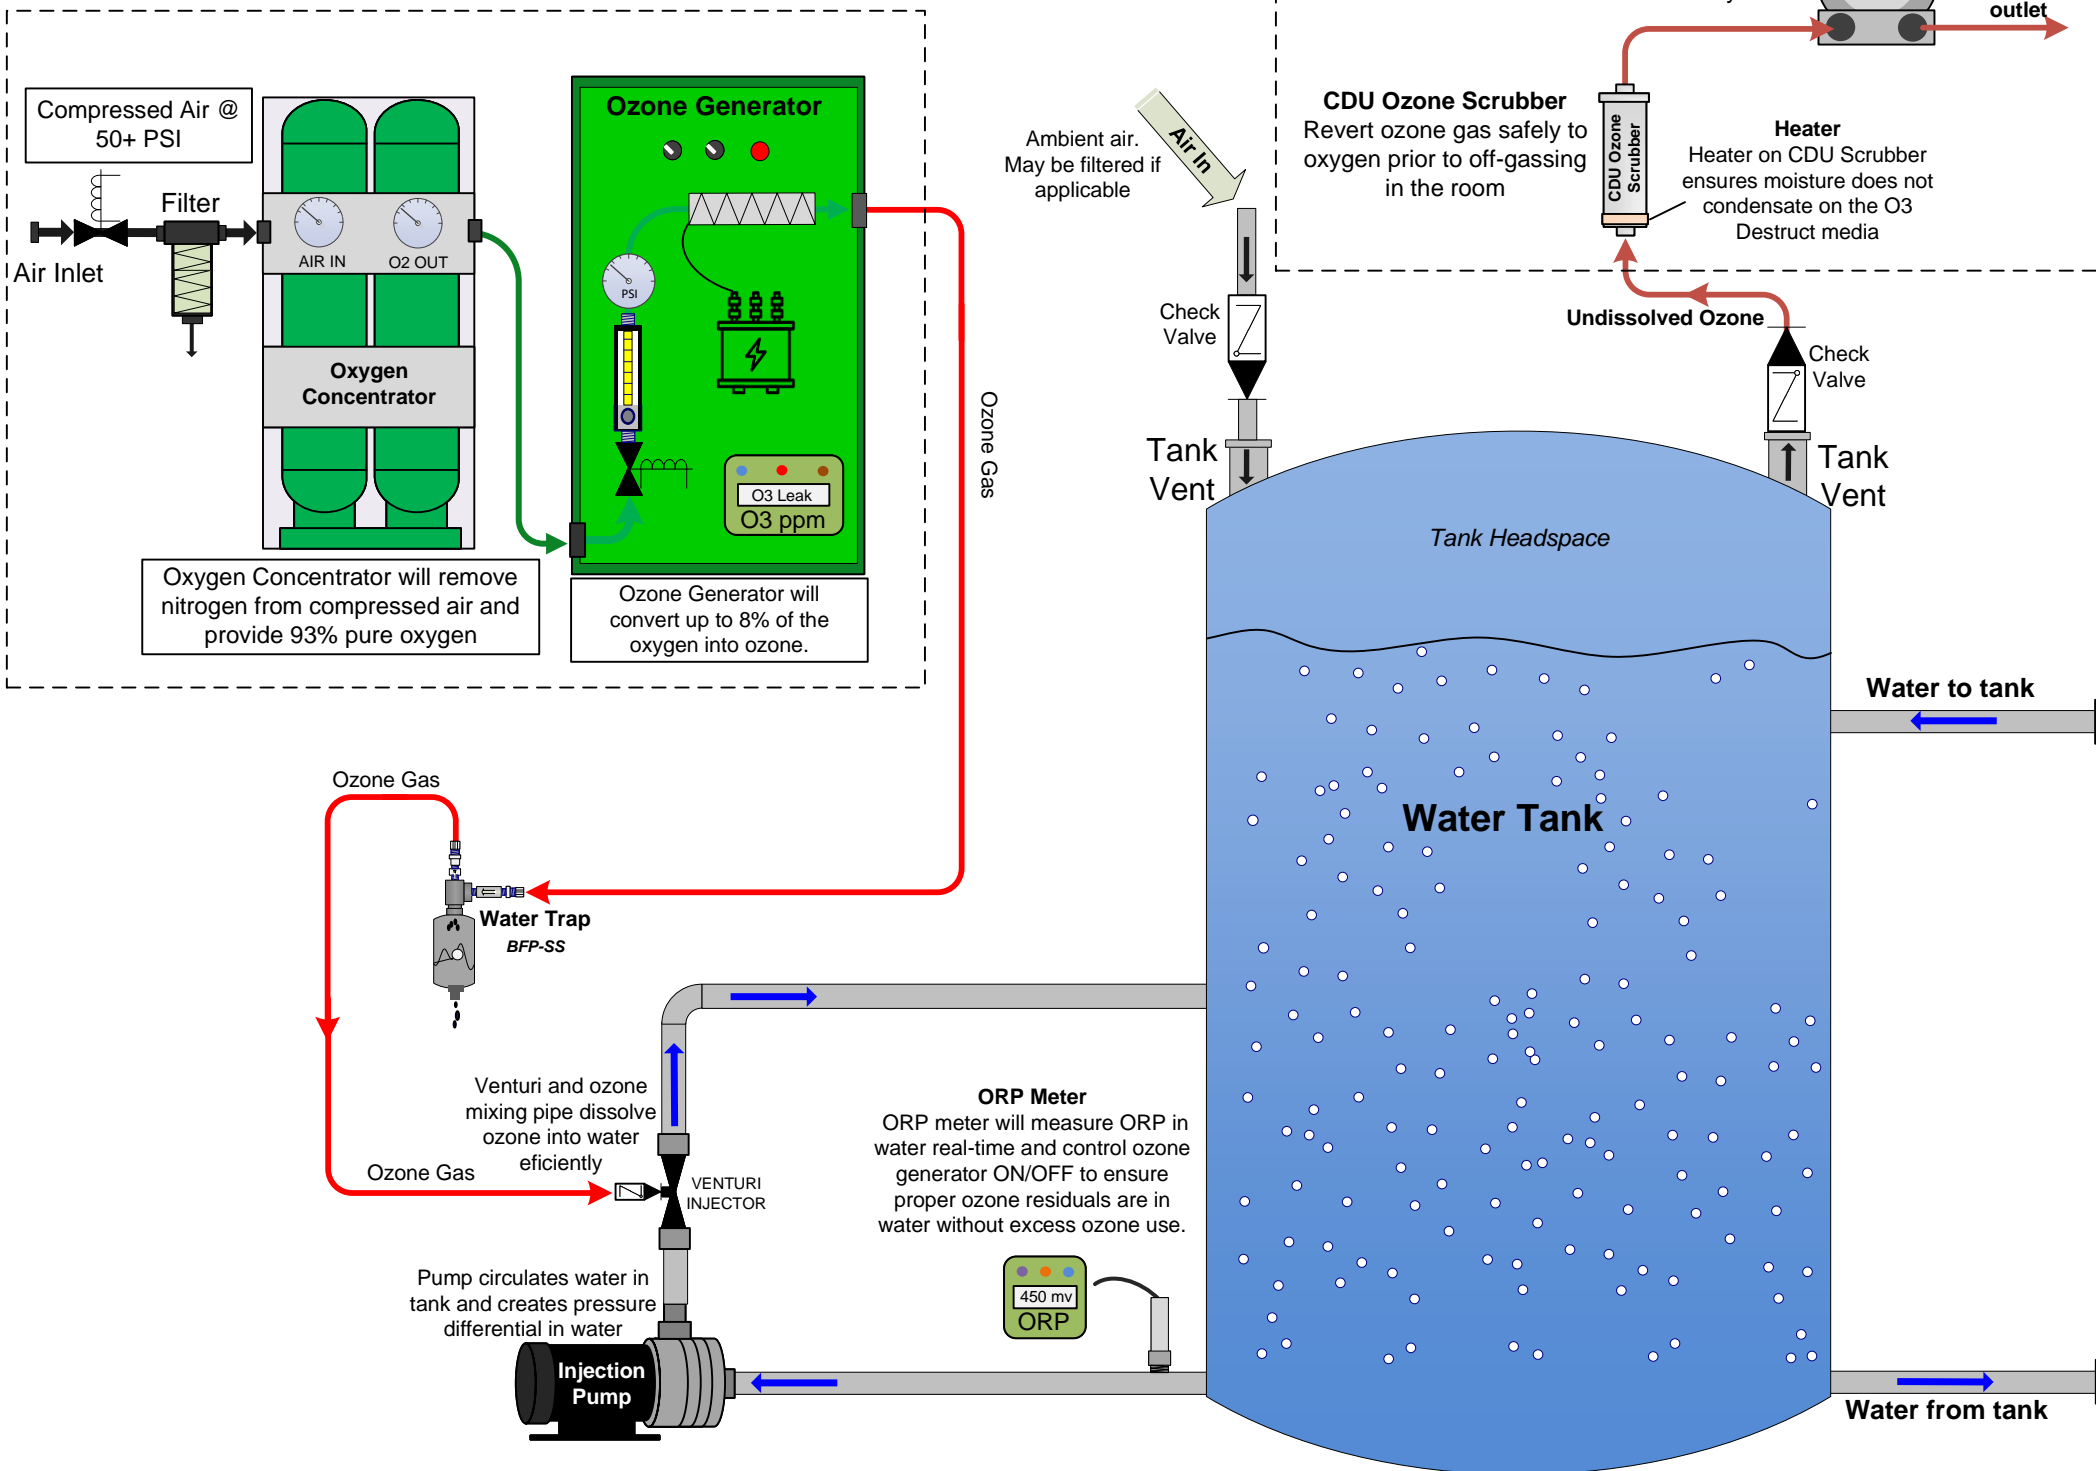 Compressed Air @
50+ PSI
Filter
Air Inlet
AIR IN
O2 OUT
Oxygen
Concentrator
Oxygen Concentrator will remove
nitrogen from compressed air and
provide 93% pure oxygen
Ozone Generator
PSI
O3 Leak
O3 ppm
Ozone Generator will
convert up to 8% of the
oxygen into ozone.
Ozone Gas
Ambient air.
May be filtered if
applicable
Air In
Check
Valve
Tank
Vent
outlet
CDU Ozone Scrubber
Revert ozone gas safely to
oxygen prior to off-gassing
in the room
CDU Ozone
Scrubber
Heater
Heater on CDU Scrubber
ensures moisture does not
condensate on the O3
Destruct media
Undissolved Ozone
Check
Valve
Tank
Vent
Tank Headspace
Water to tank
Water Tank
Ozone Gas
Water Trap
BFP-SS
Venturi and ozone
mixing pipe dissolve
ozone into water
eficiently
Ozone Gas
VENTURI
INJECTOR
ORP Meter
ORP meter will measure ORP in
water real-time and control ozone
generator ON/OFF to ensure
proper ozone residuals are in
water without excess ozone use.
450 mv
ORP
Pump circulates water in
tank and creates pressure
differential in water
Injection
Pump
Water from tank